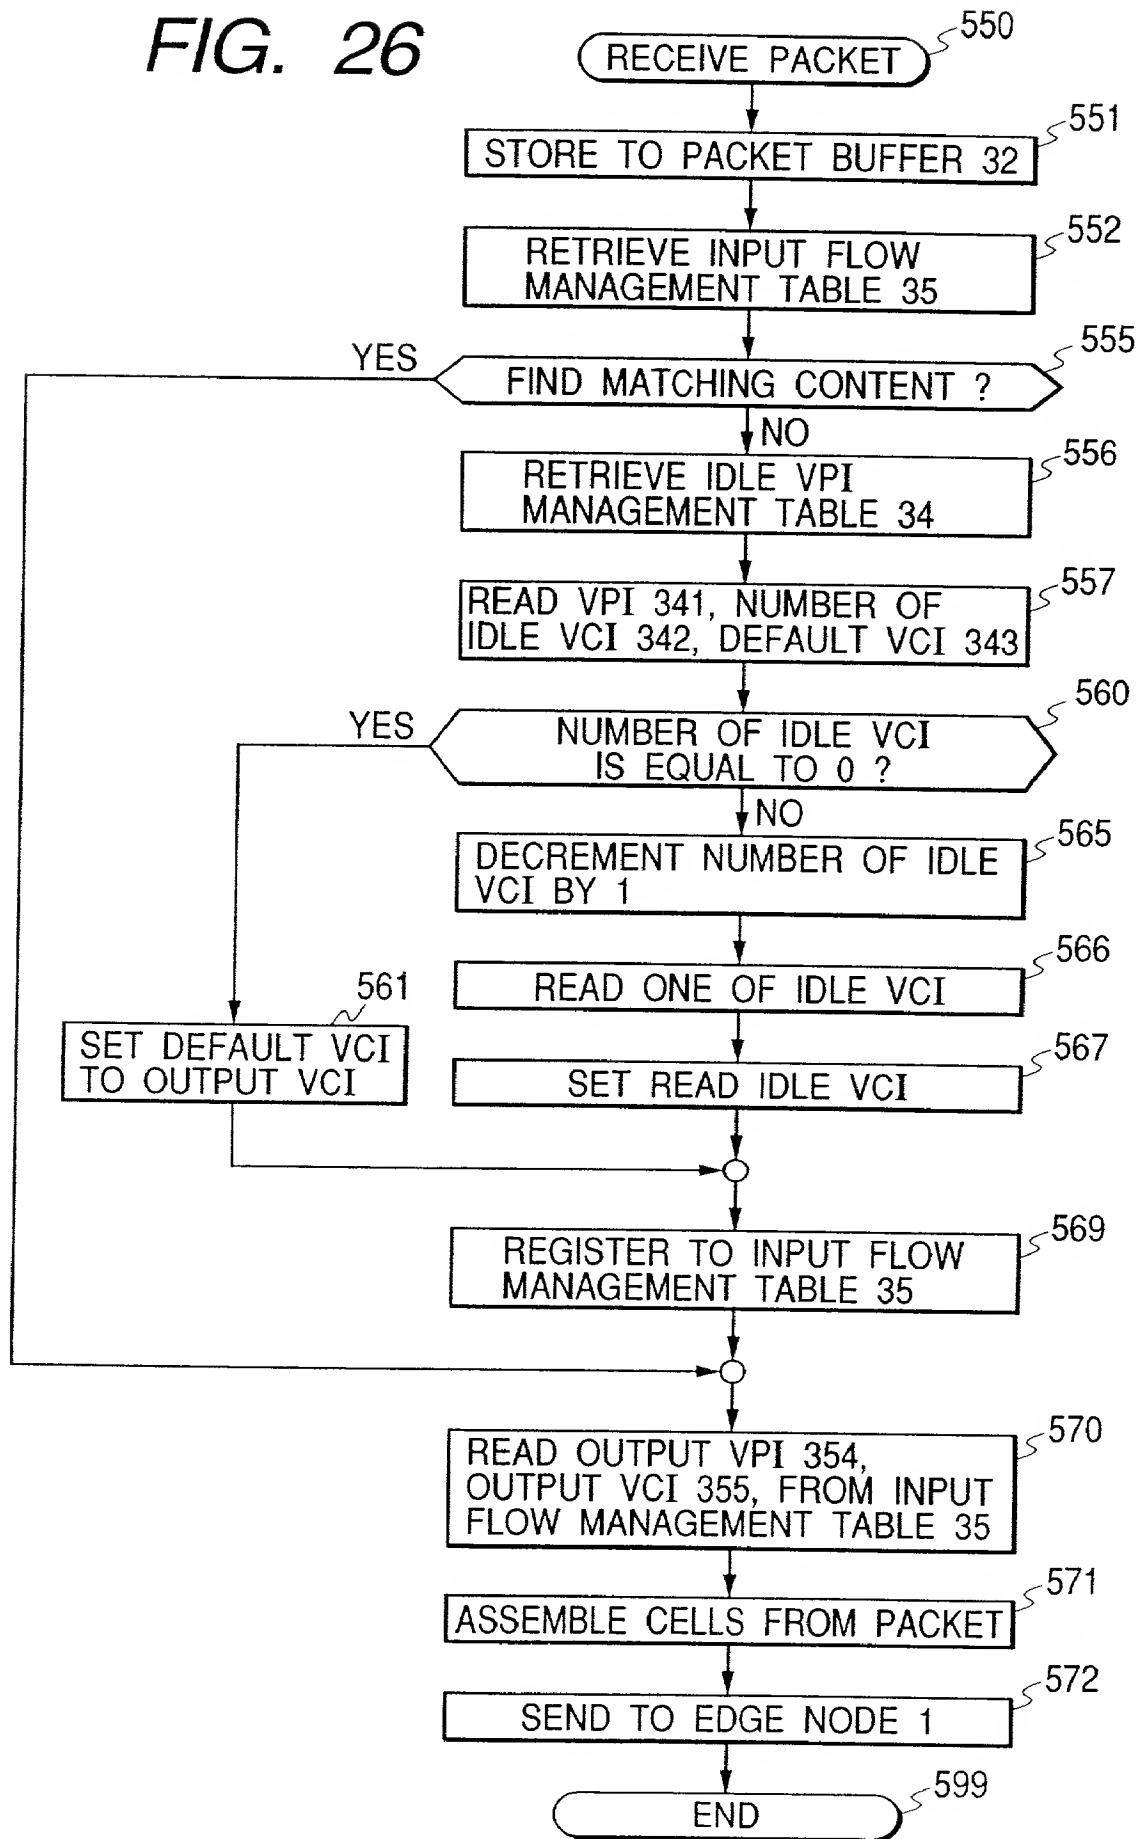 FIG. 26
RECEIVE PACKET
550
STORE TO PACKET BUFFER 32
551
RETRIEVE INPUT FLOW
MANAGEMENT TABLE 35
552
YES
FIND MATCHING CONTENT ?
555
NO
RETRIEVE IDLE VPI
MANAGEMENT TABLE 34
556
READ VPI 341, NUMBER OF
IDLE VCI 342, DEFAULT VCI 343
557
YES
NUMBER OF IDLE VCI
IS EQUAL TO 0 ?
560
NO
DECREMENT NUMBER OF IDLE
VCI BY 1
565
READ ONE OF IDLE VCI
566
561
SET DEFAULT VCI
TO OUTPUT VCI
SET READ IDLE VCI
567
REGISTER TO INPUT FLOW
MANAGEMENT TABLE 35
569
READ OUTPUT VPI 354,
OUTPUT VCI 355, FROM INPUT
FLOW MANAGEMENT TABLE 35
570
ASSEMBLE CELLS FROM PACKET
571
SEND TO EDGE NODE 1
572
END
599